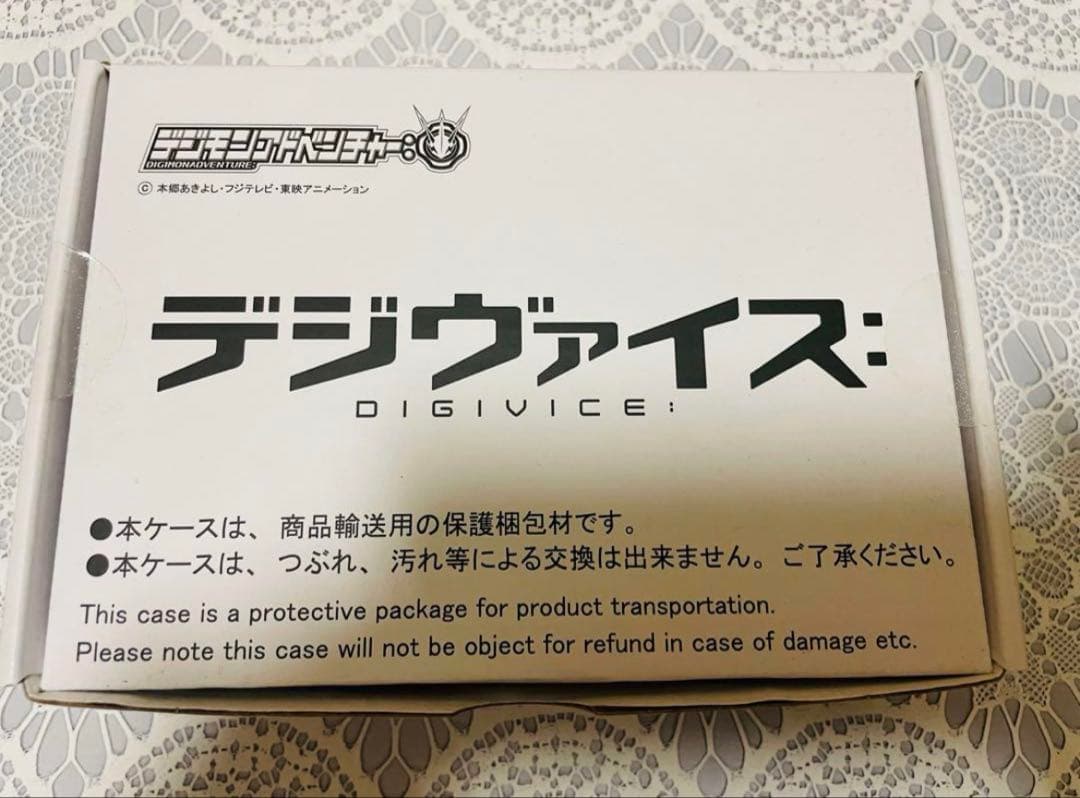 デジモンアドベンチャー:
DIGIMONADVENTURE:
© 本郷あきよし・フジテレビ・東映アニメーション
デジヴァイス:
DIGIVICE:
●本ケースは、商品輸送用の保護梱包材です。
●本ケースは、つぶれ、汚れ等による交換は出来ません。ご了承ください。
This case is a protective package for product transportation.
Please note this case will not be object for refund in case of damage etc.